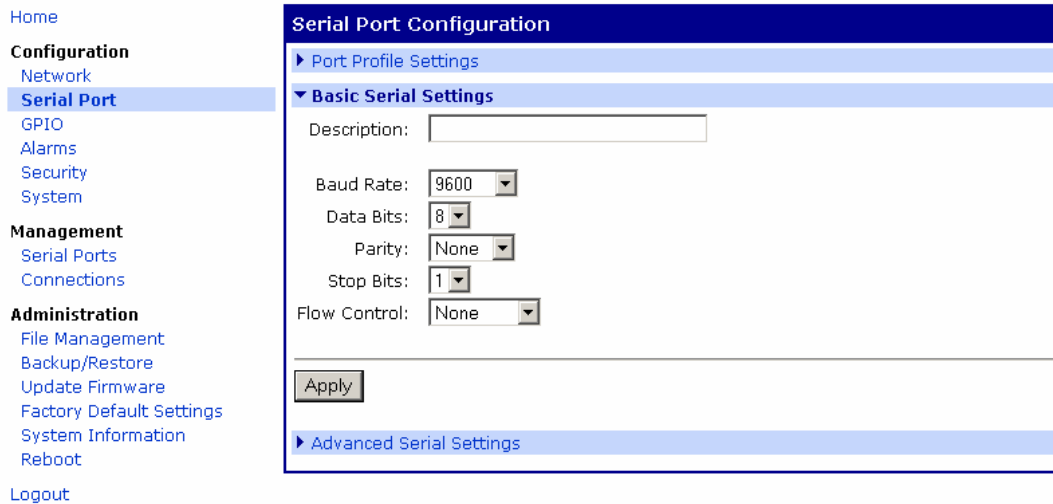 Home
Configuration
Network
Serial Port
GPIO
Alarms
Security
System
Management
Serial Ports
Connections
Administration
File Management
Backup/Restore
Update Firmware
Factory Default Settings
System Information
Reboot
Logout
Serial Port Configuration
Port Profile Settings
Basic Serial Settings
Description:
Baud Rate: 9600
Data Bits: 8
Parity: None
Stop Bits: 1
Flow Control: None
Apply
Advanced Serial Settings